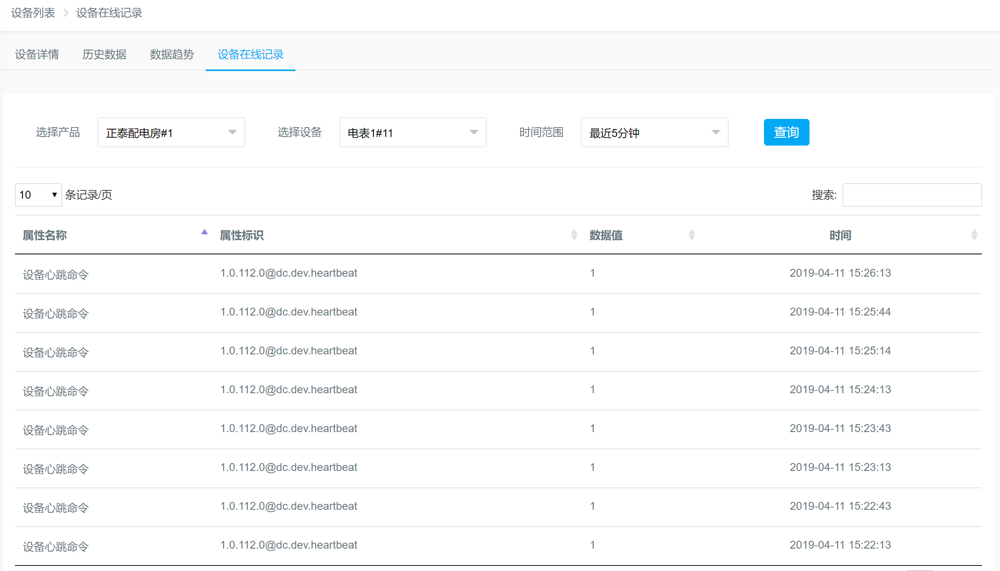 设备列表 > 设备在线记录
设备详情 历史数据 数据趋势 设备在线记录
选择产品 正泰配电房#1 选择设备 电表1#11 时间范围 最近5分钟 查询
10 条记录/页 搜索:
属性名称 属性标识 数据值 时间
设备心跳命令 1.0.112.0@dc.dev.heartbeat 1 2019-04-11 15:26:13
设备心跳命令 1.0.112.0@dc.dev.heartbeat 1 2019-04-11 15:25:44
设备心跳命令 1.0.112.0@dc.dev.heartbeat 1 2019-04-11 15:25:14
设备心跳命令 1.0.112.0@dc.dev.heartbeat 1 2019-04-11 15:24:13
设备心跳命令 1.0.112.0@dc.dev.heartbeat 1 2019-04-11 15:23:43
设备心跳命令 1.0.112.0@dc.dev.heartbeat 1 2019-04-11 15:23:13
设备心跳命令 1.0.112.0@dc.dev.heartbeat 1 2019-04-11 15:22:43
设备心跳命令 1.0.112.0@dc.dev.heartbeat 1 2019-04-11 15:22:13